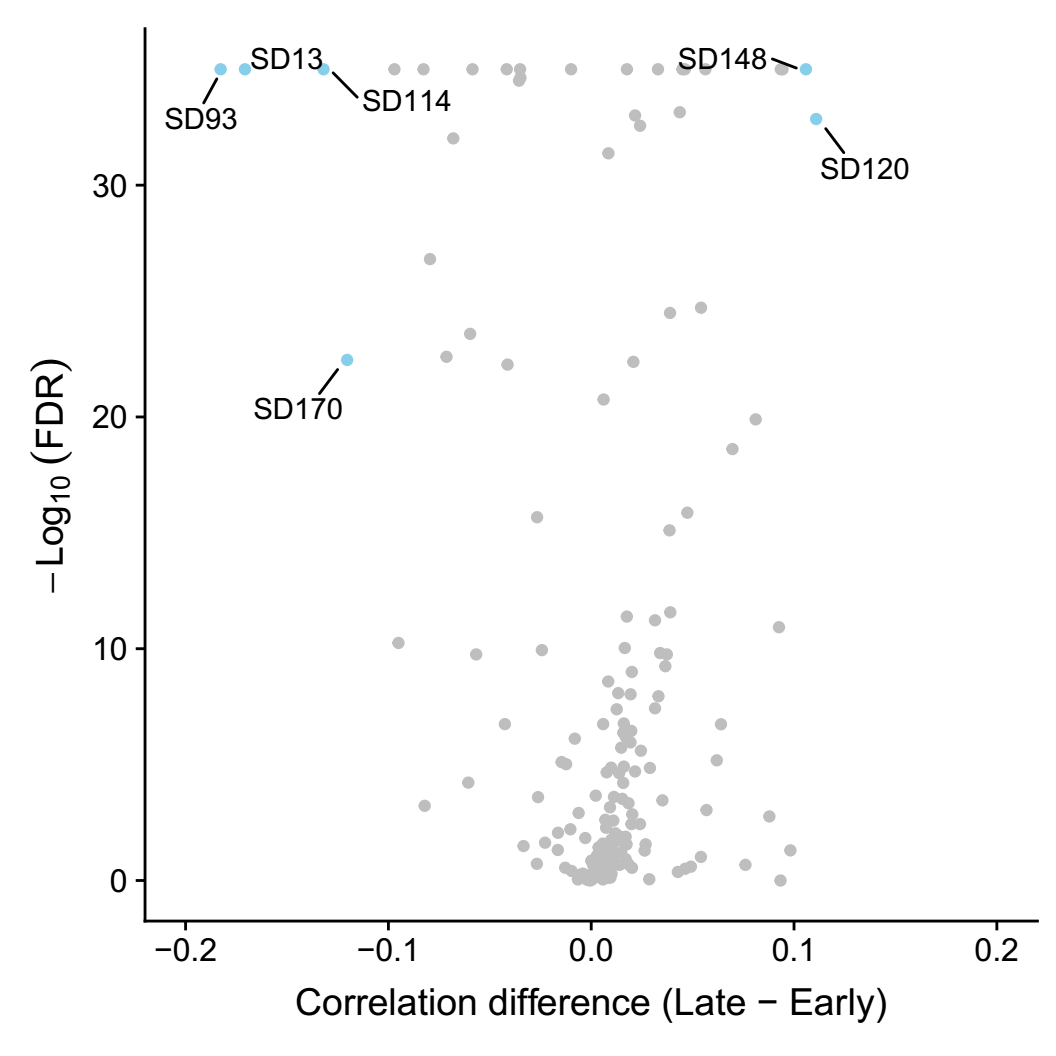 SD13
SD148
SD93
SD114
SD120
SD170
−Log10 (FDR)
30
20
10
0
−0.2
−0.1
0.0
0.1
0.2
Correlation difference (Late − Early)